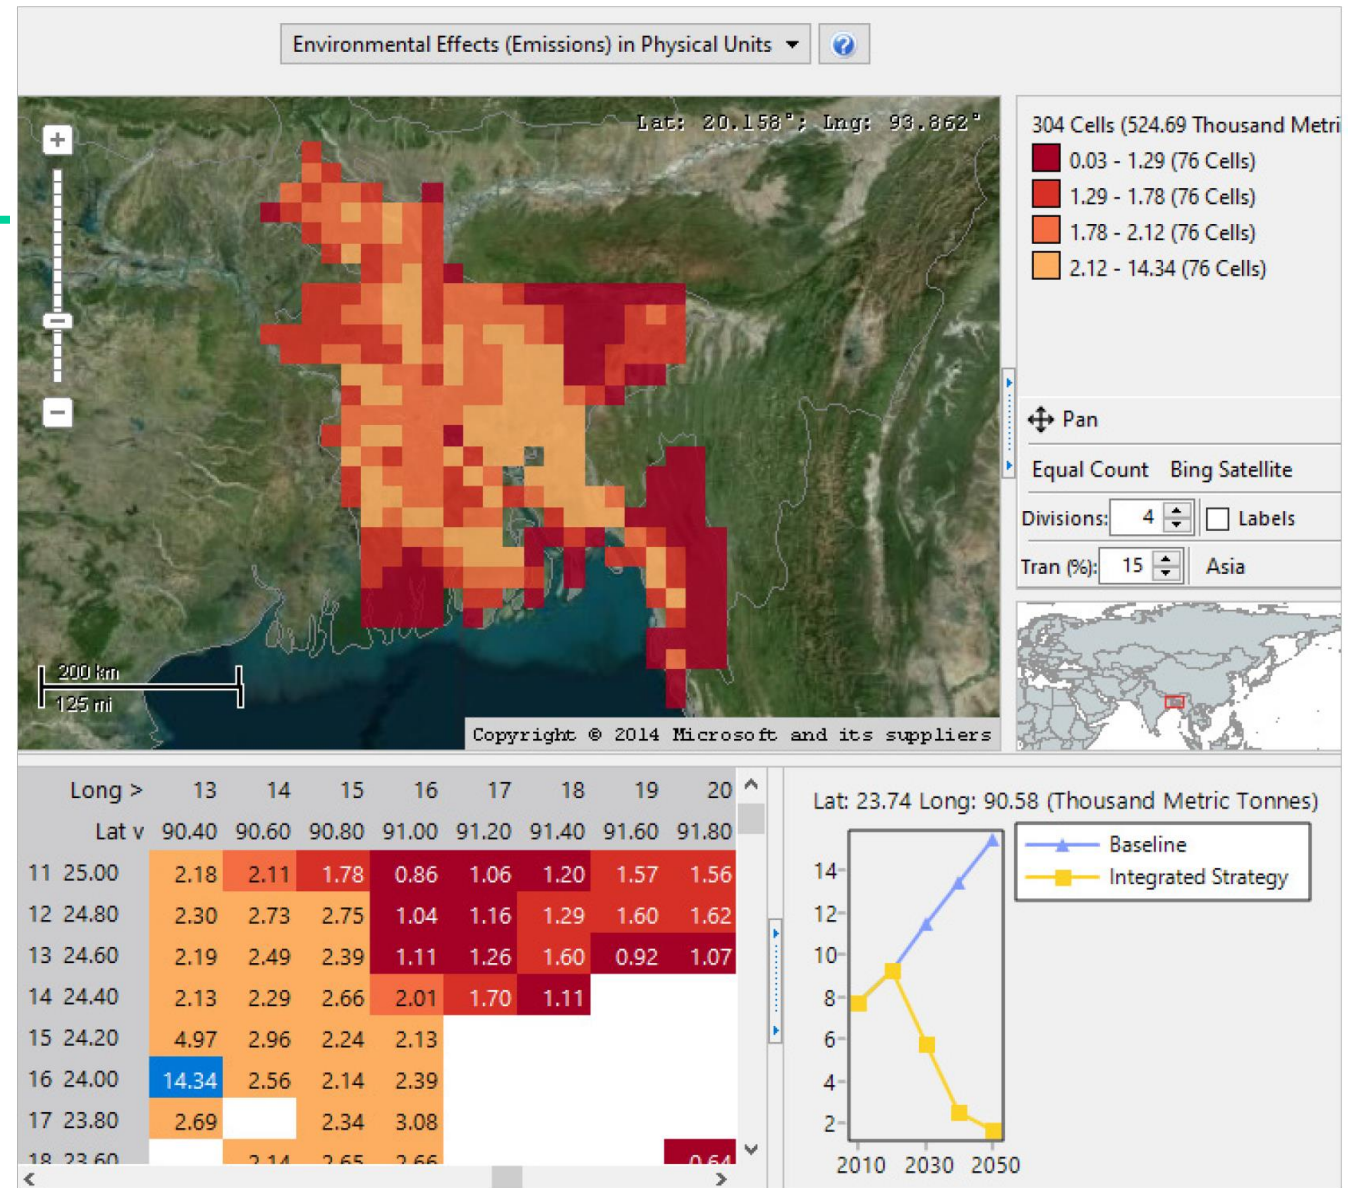 Environmental Effects (Emissions) in Physical Units
Lat: 20.158°; Lng: 93.862°
304 Cells (524.69 Thousand Metri
0.03 - 1.29 (76 Cells)
1.29 - 1.78 (76 Cells)
1.78 - 2.12 (76 Cells)
2.12 - 14.34 (76 Cells)
Pan
Equal Count Bing Satellite
Divisions: 4 Labels
Tran (%): 15 Asia
200 km
125 mi
Copyright © 2014 Microsoft and its suppliers
Long > 13 14 15 16 17 18 19 20
Lat v 90.40 90.60 90.80 91.00 91.20 91.40 91.60 91.80
11 25.00 2.18 2.11 1.78 0.86 1.06 1.20 1.57 1.56
12 24.80 2.30 2.73 2.75 1.04 1.16 1.29 1.60 1.62
13 24.60 2.19 2.49 2.39 1.11 1.26 1.60 0.92 1.07
14 24.40 2.13 2.29 2.66 2.01 1.70 1.11
15 24.20 4.97 2.96 2.24 2.13
16 24.00 14.34 2.56 2.14 2.39
17 23.80 2.69 2.34 3.08
18 23.60 2.14 2.65 2.66 0.64
Lat: 23.74 Long: 90.58 (Thousand Metric Tonnes)
Baseline
Integrated Strategy
14
12
10
8
6
4
2
2010 2030 2050